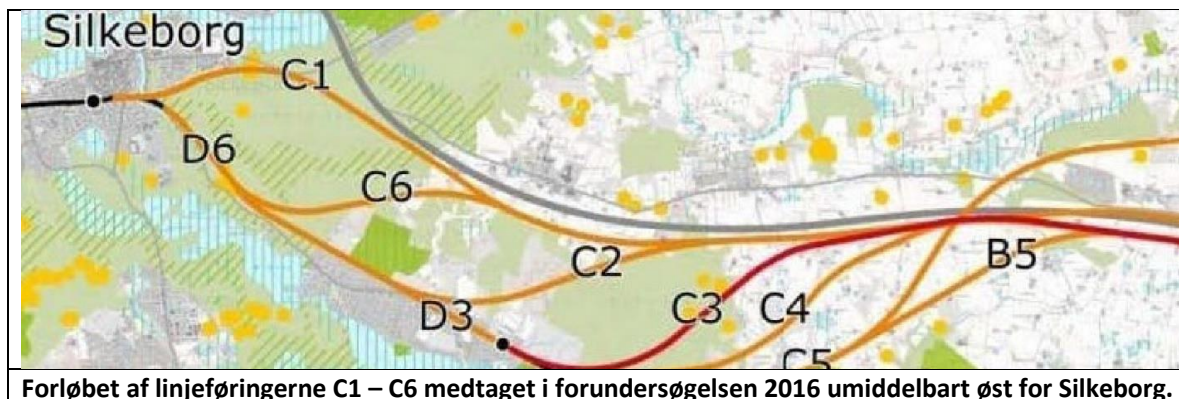 Silkeborg
C1
D6
C6
C2
B5
C3
C4
D3
C5
Forløbet af linjeføringerne C1 – C6 medtaget i forundersøgelsen 2016 umiddelbart øst for Silkeborg.